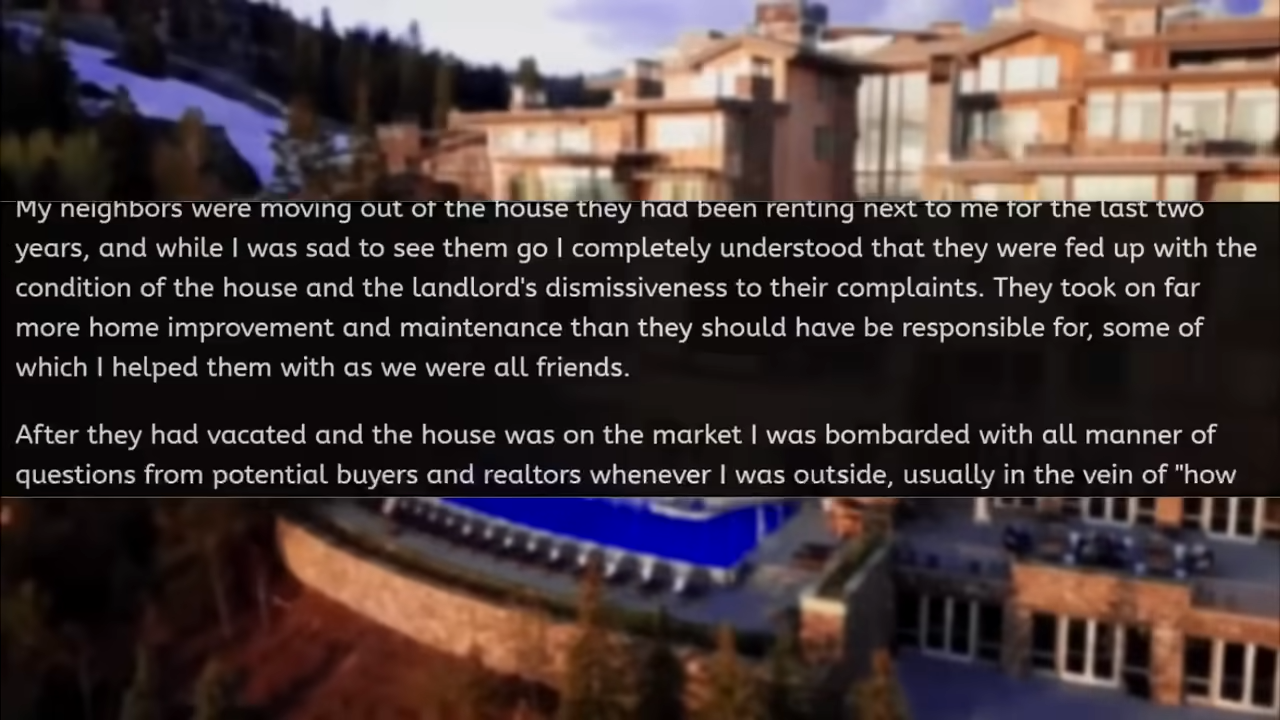 My neighbors were moving out of the house they had been renting next to me for the last two
years, and while I was sad to see them go I completely understood that they were fed up with the
condition of the house and the landlord's dismissiveness to their complaints. They took on far
more home improvement and maintenance than they should have be responsible for, some of
which I helped them with as we were all friends.
After they had vacated and the house was on the market I was bombarded with all manner of
questions from potential buyers and realtors whenever I was outside, usually in the vein of "how